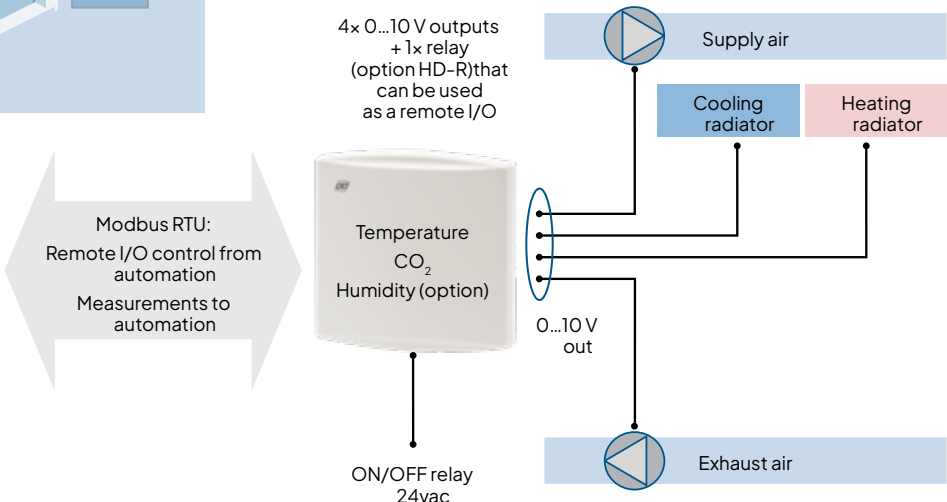 4× 0...10 V outputs
+ 1× relay
(option HD-R)that
can be used
as a remote I/O
Supply air
Cooling
radiator
Heating
radiator
Modbus RTU:
Remote I/O control from
automation
Measurements to
automation
Temperature
CO₂
Humidity (option)
0...10 V
out
ON/OFF relay
24vac
Exhaust air